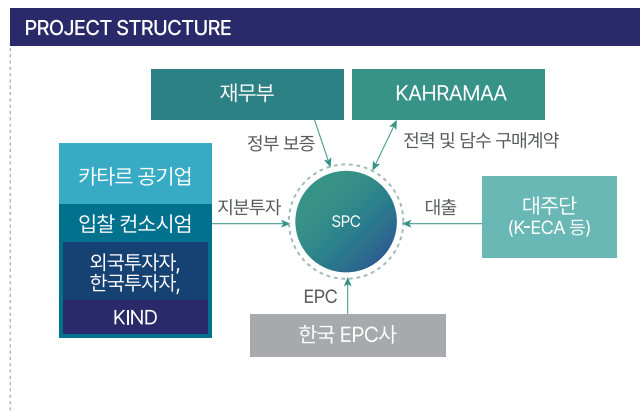 PROJECT STRUCTURE
재무부
KAHRAMAA
정부 보증
전력 및 담수 구매계약
카타르 공기업
입찰 컨소시엄
외국투자자,
한국투자자,
KIND
지분투자
SPC
대출
대주단
(K-ECA 등)
EPC
한국 EPC사